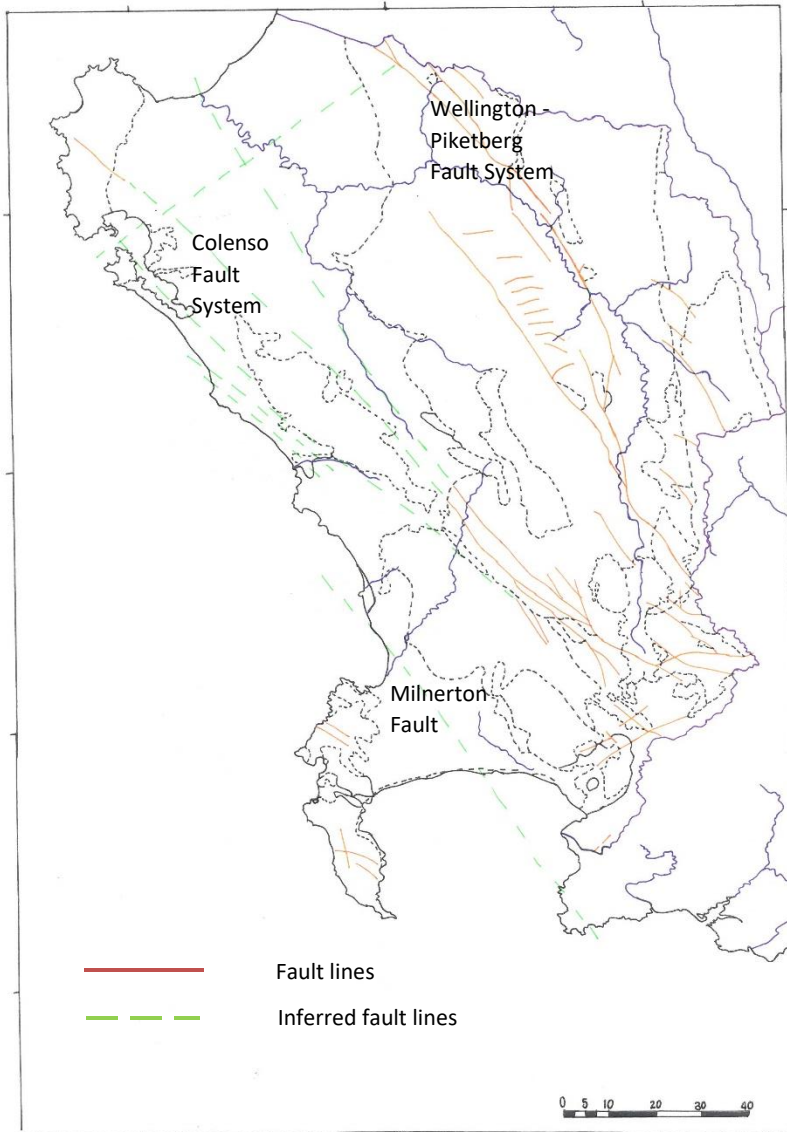 Wellington -
Piketberg
Fault System
Colenso
Fault
System
Milnerton
Fault
Fault lines
Inferred fault lines
0 5 10 20 30 40